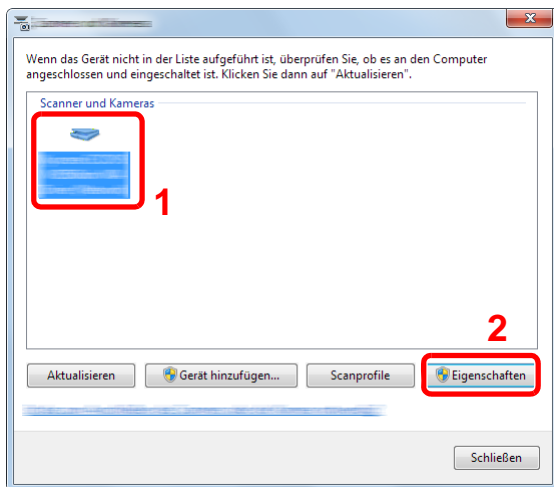 Wenn das Gerät nicht in der Liste aufgeführt ist, überprüfen Sie, ob es an den Computer
angeschlossen und eingeschaltet ist. Klicken Sie dann auf "Aktualisieren".
Scanner und Kameras
1
2
Aktualisieren
Gerät hinzufügen...
Scanprofile
Eigenschaften
Schließen